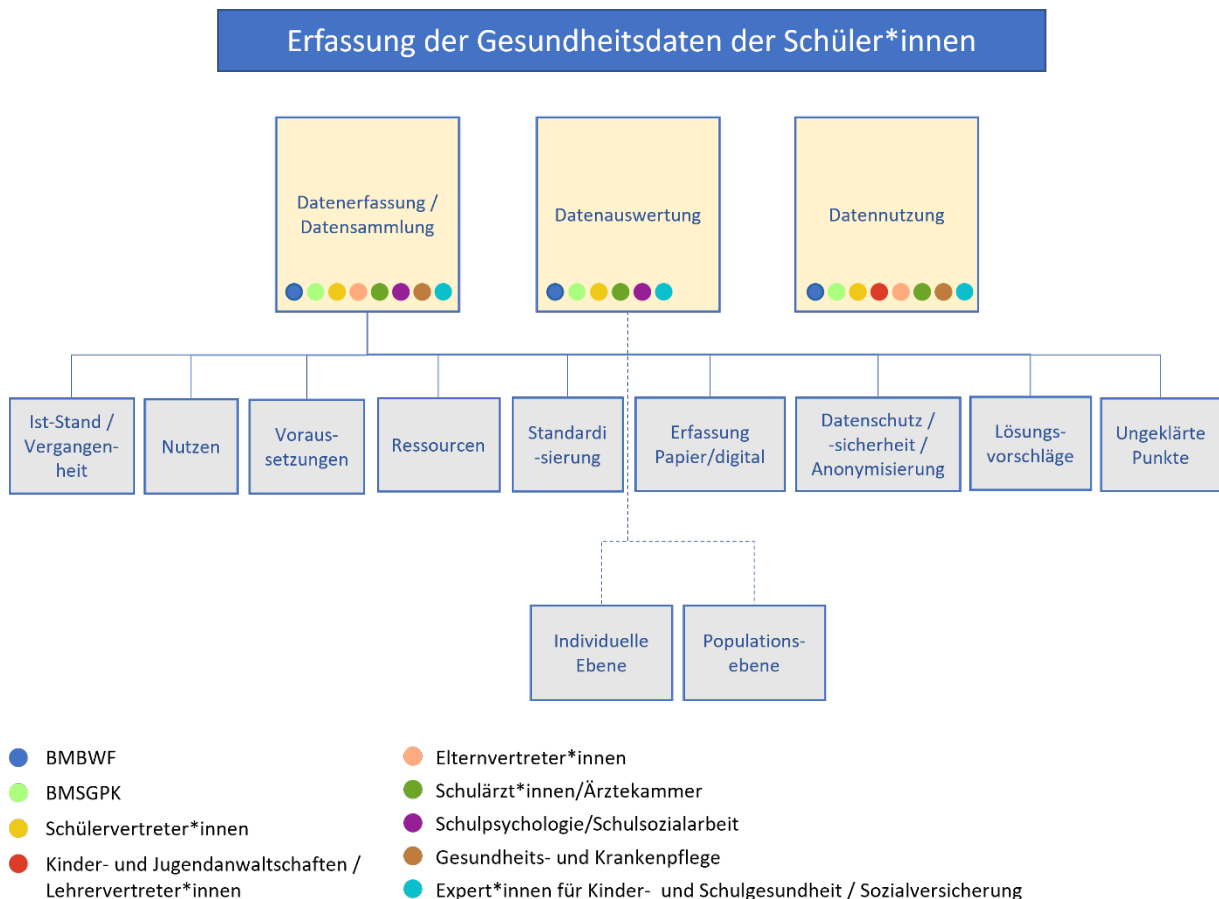 Erfassung der Gesundheitsdaten der Schüler*innen
Datenerfassung /
Datensammlung
Datenauswertung
Datennutzung
Ist-Stand /
Vergangen-
heit
Nutzen
Voraus-
setzungen
Ressourcen
Standardi
-sierung
Erfassung
Papier/digital
Datenschutz /
-sicherheit /
Anonymisierung
Lösungs-
vorschläge
Ungeklärte
Punkte
Individuelle
Ebene
Populations-
ebene
BMBWF
BMSGPK
Schülervertreter*innen
Kinder- und Jugendanwaltschaften /
Lehrervertreter*innen
Elternvertreter*innen
Schulärzt*innen/Ärztekammer
Schulpsychologie/Schulsozialarbeit
Gesundheits- und Krankenpflege
Expert*innen für Kinder- und Schulgesundheit / Sozialversicherung